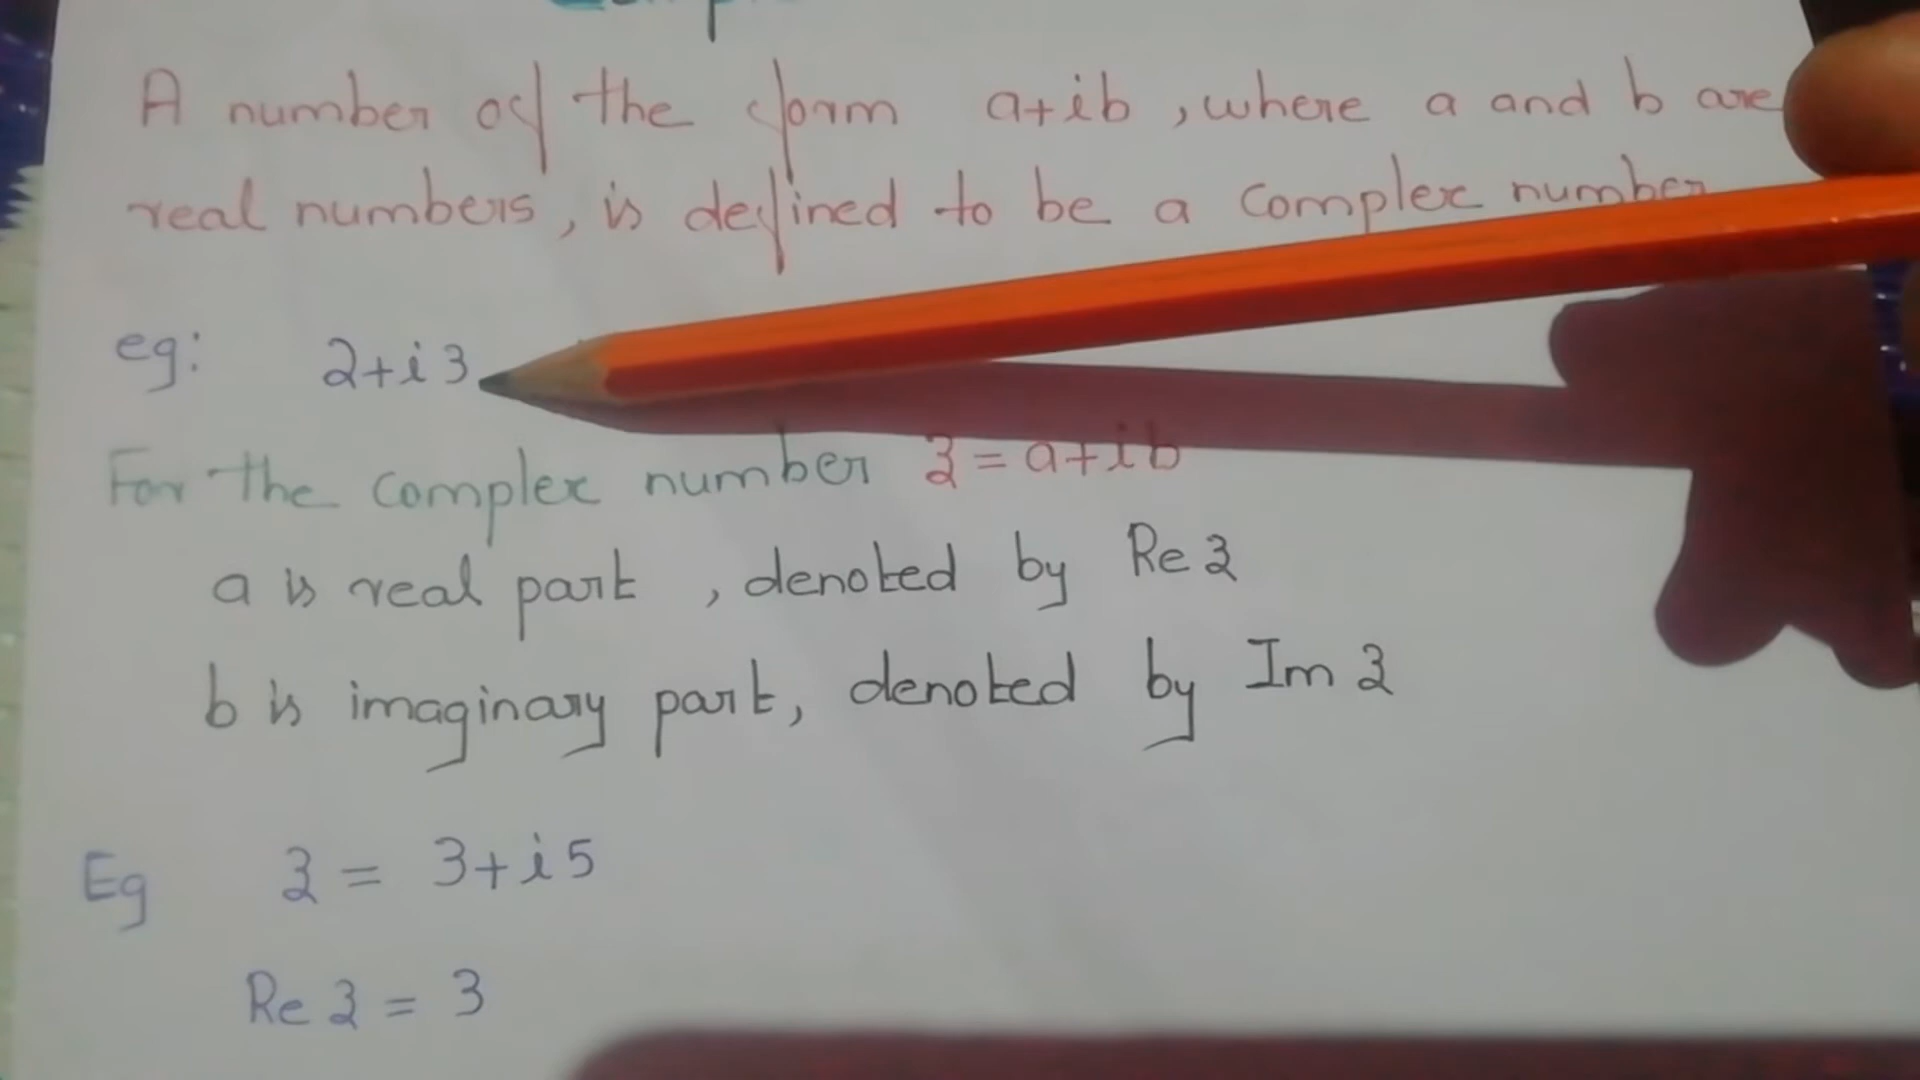 A number of the form a+ib, where a and b are
real numbers, is defined to be a complex number
eg: 2+i3
For the complex number z = a+ib
a is real part, denoted by Re z
b is imaginary part, denoted by Im z
Eg z = 3+i5
Re z = 3